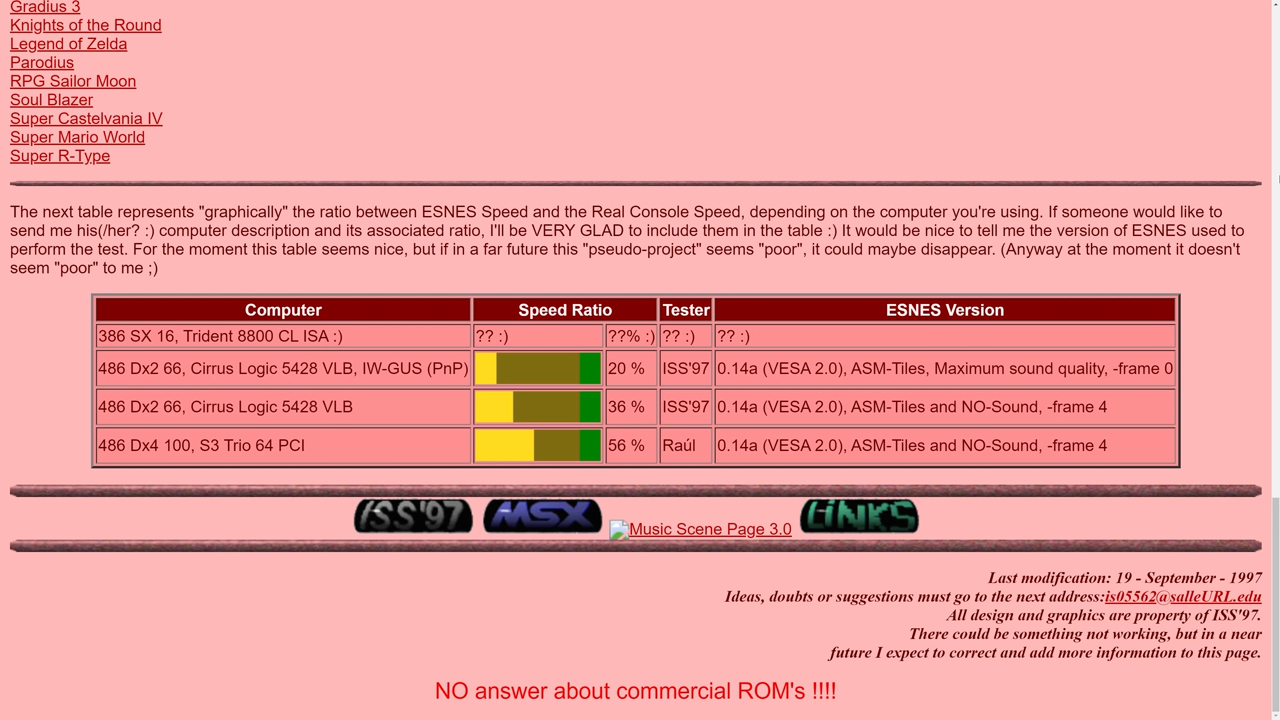 Gradius 3
Knights of the Round
Legend of Zelda
Parodius
RPG Sailor Moon
Soul Blazer
Super Castelvania IV
Super Mario World
Super R-Type
The next table represents "graphically" the ratio between ESNES Speed and the Real Console Speed, depending on the computer you're using. If someone would like to
send me his(/her? :) computer description and its associated ratio, I'll be VERY GLAD to include them in the table :) It would be nice to tell me the version of ESNES used to
perform the test. For the moment this table seems nice, but if in a far future this "pseudo-project" seems "poor", it could maybe disappear. (Anyway at the moment it doesn't
seem "poor" to me ;)
Computer Speed Ratio Tester ESNES Version
386 SX 16, Trident 8800 CL ISA :) ?? :) ??% :) ?? :) ?? :)
486 Dx2 66, Cirrus Logic 5428 VLB, IW-GUS (PnP) 20 % ISS'97 0.14a (VESA 2.0), ASM-Tiles, Maximum sound quality, -frame 0
486 Dx2 66, Cirrus Logic 5428 VLB 36 % ISS'97 0.14a (VESA 2.0), ASM-Tiles and NO-Sound, -frame 4
486 Dx4 100, S3 Trio 64 PCI 56 % Raúl 0.14a (VESA 2.0), ASM-Tiles and NO-Sound, -frame 4
ISS'97 MSX Music Scene Page 3.0 LiNKS
Last modification: 19 - September - 1997
Ideas, doubts or suggestions must go to the next address:is05562@salleURL.edu
All design and graphics are property of ISS'97.
There could be something not working, but in a near
future I expect to correct and add more information to this page.
NO answer about commercial ROM's !!!!